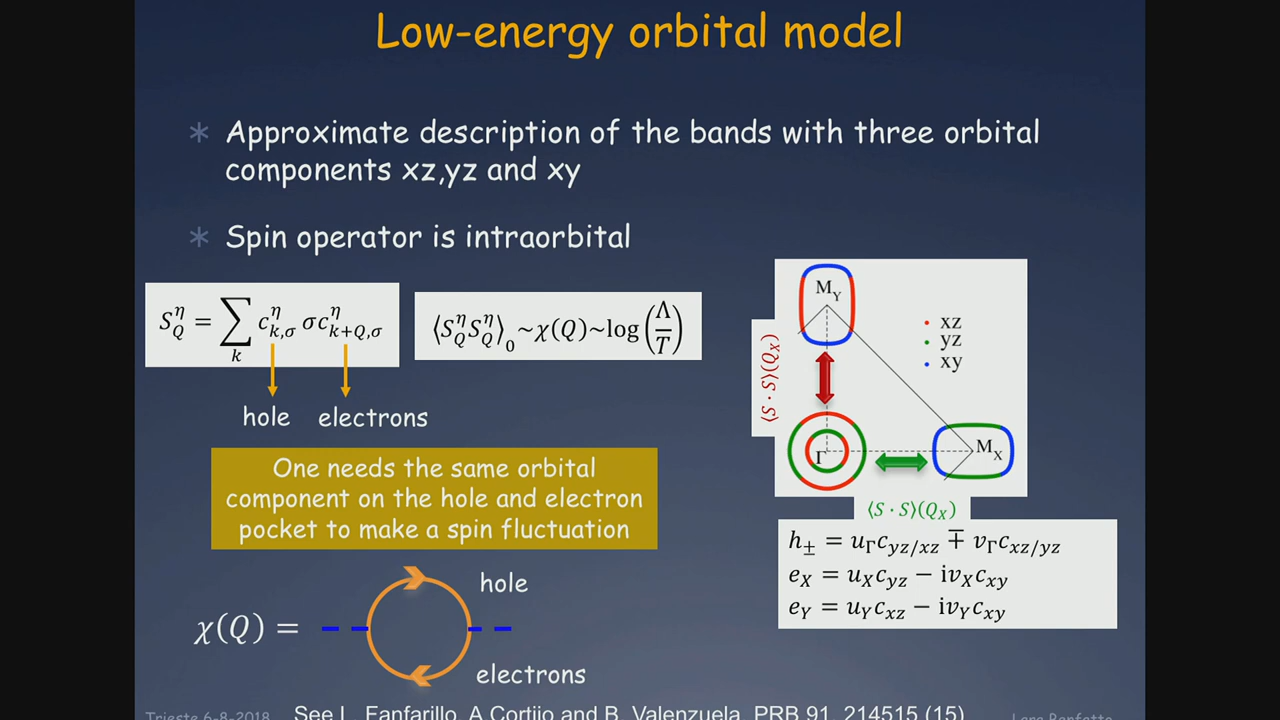 Low-energy orbital model
* Approximate description of the bands with three orbital
components xz,yz and xy
* Spin operator is intraorbital
S_Q^η = ∑_k c_{k,σ}^η σ c_{k+Q,σ}^η
⟨S_Q^η S_Q^η⟩_0 ~χ(Q)~log(Λ/T)
hole electrons
One needs the same orbital
component on the hole and electron
pocket to make a spin fluctuation
χ(Q) =
hole
electrons
M_Y
xz
yz
xy
⟨S · S⟩(Q_X)
Γ
M_X
⟨S · S⟩(Q_X)
h_± = u_Γ c_{yz/xz} ∓ v_Γ c_{xz/yz}
e_X = u_X c_{yz} − iv_X c_{xy}
e_Y = u_Y c_{xz} − iv_Y c_{xy}
Trieste 6-8-2018
See L. Fanfarillo, A.Cortijo and B. Valenzuela, PRB 91, 214515 (15)
Lara Benfatto